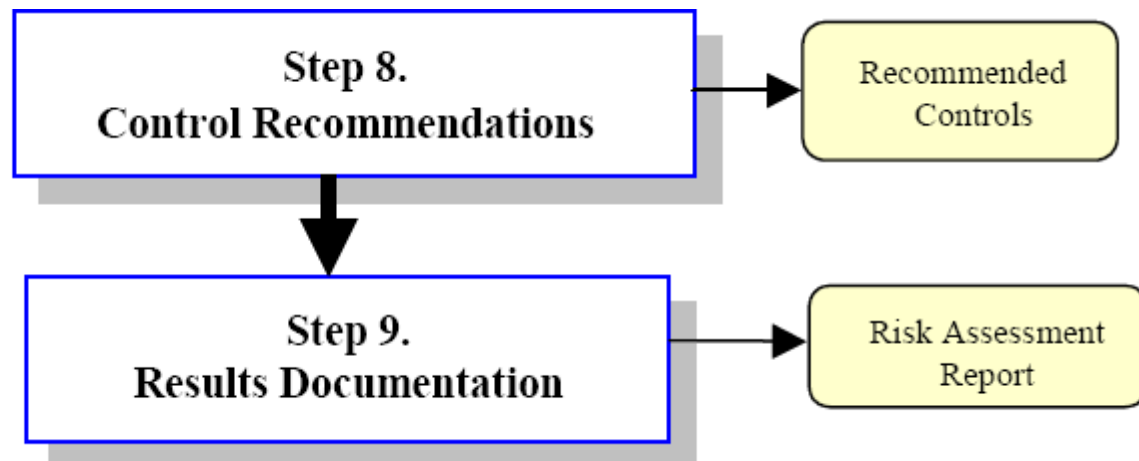 Step 8.
Control Recommendations
Recommended
Controls
Step 9.
Results Documentation
Risk Assessment
Report